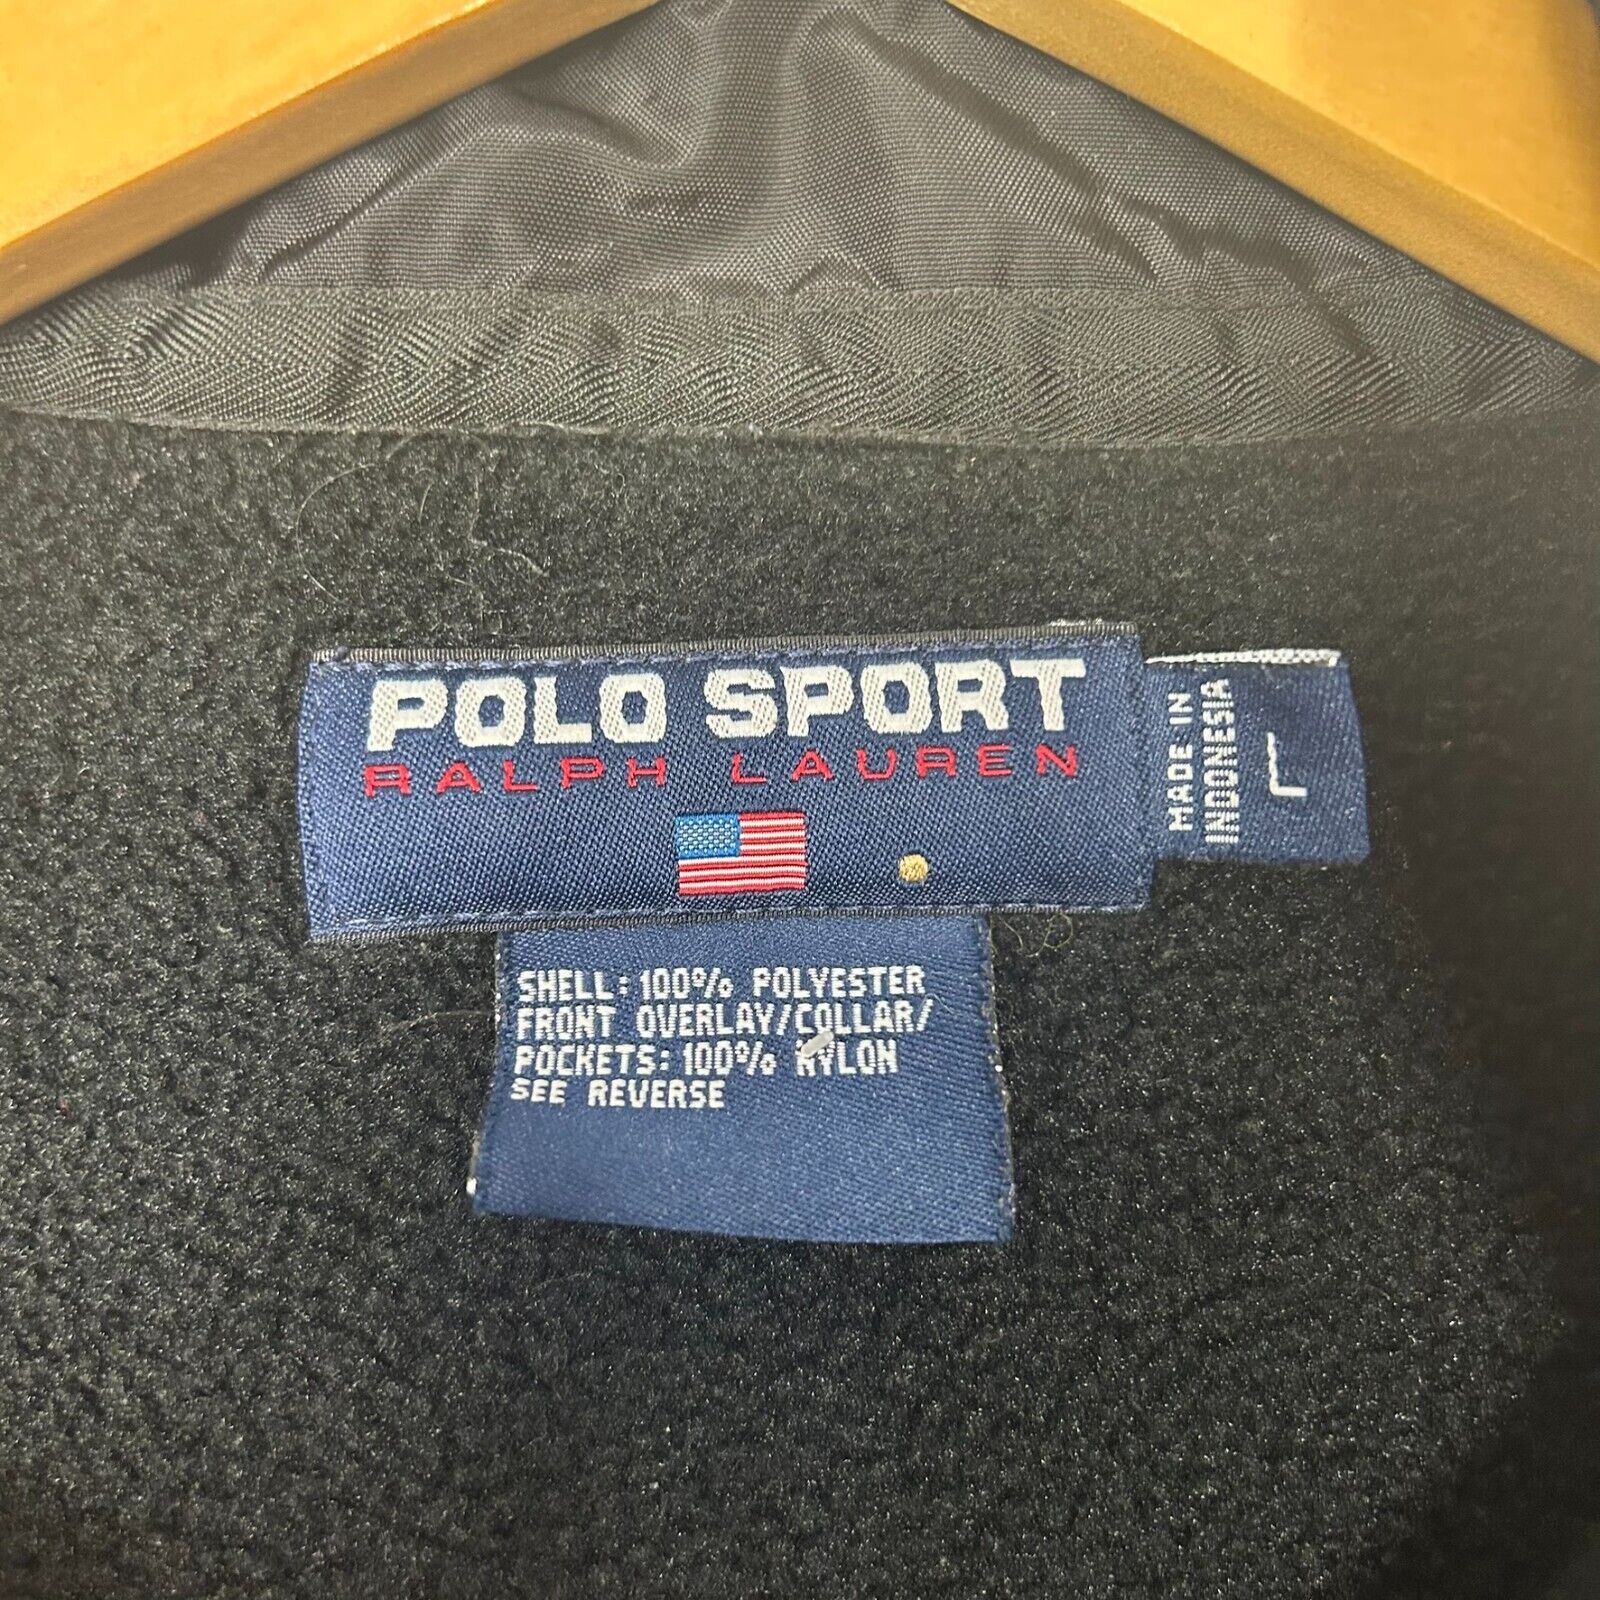 POLO SPORT
RALPH LAUREN
MADE IN
INDONESIA
L
SHELL: 100% POLYESTER
FRONT OVERLAY/COLLAR/
POCKETS: 100% NYLON
SEE REVERSE